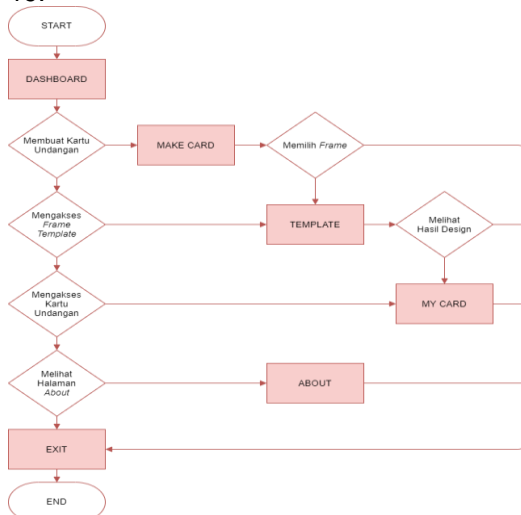 START
DASHBOARD
Membuat Kartu
Undangan
MAKE CARD
Memilih Frame
Mengakses
Frame
Template
TEMPLATE
Melihat
Hasil Design
Mengakses
Kartu
Undangan
MY CARD
Melihat
Halaman
About
ABOUT
EXIT
END